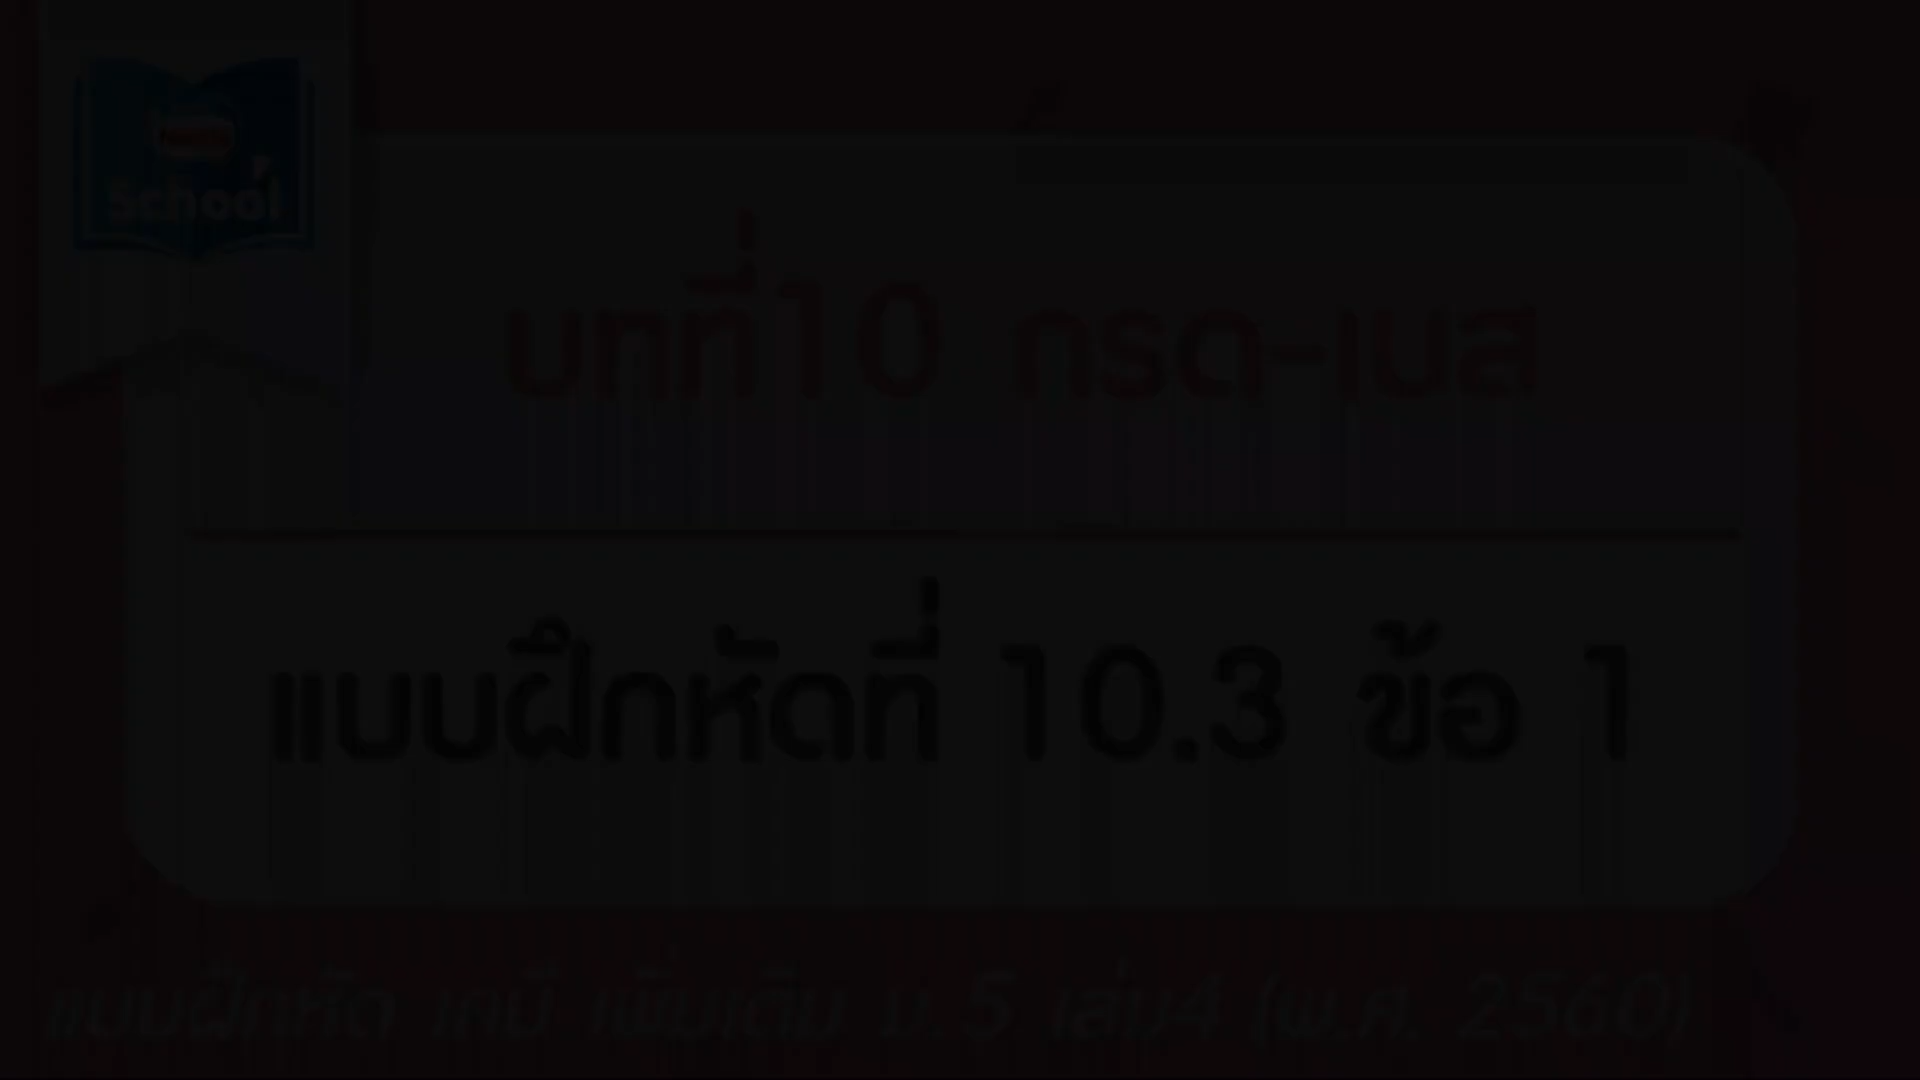 School
บทที่10 กรด-เบส
แบบฝึกหัดที่ 10.3 ข้อ 1
แบบฝึกหัด เคมี เพิ่มเติม ม.5 เล่ม4 (พ.ศ. 2560)